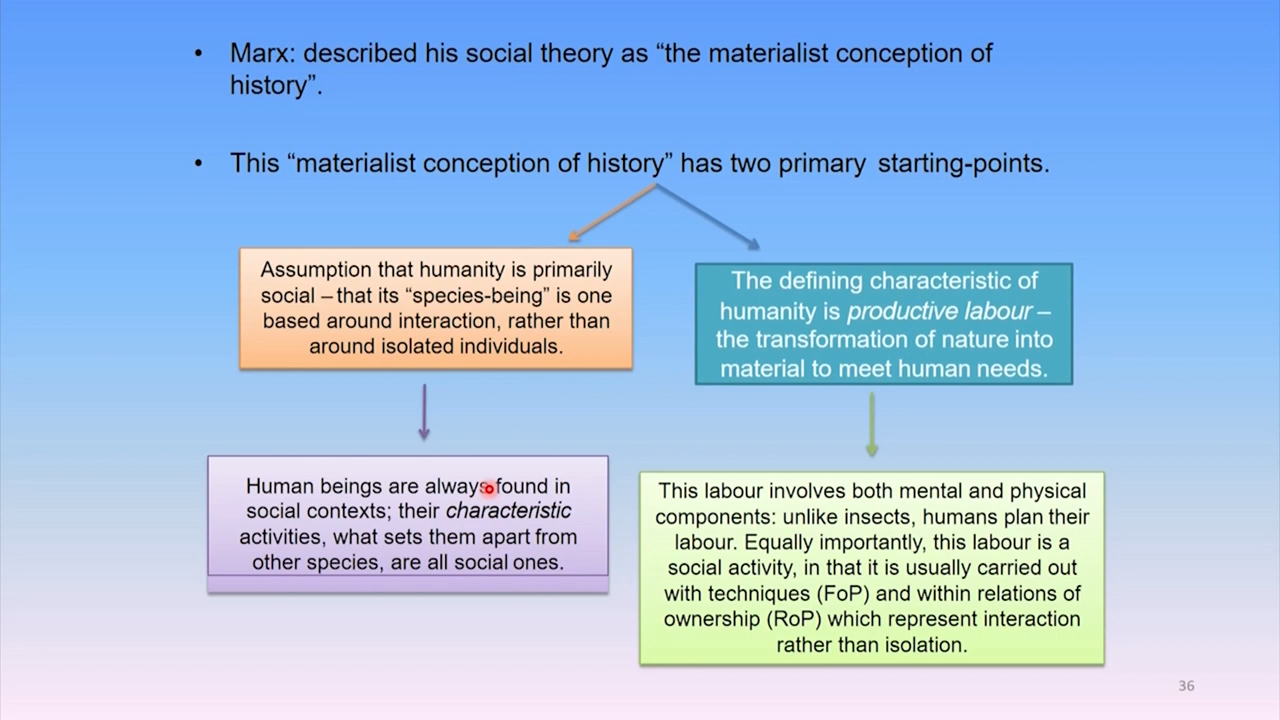 • Marx: described his social theory as “the materialist conception of
history”.
• This “materialist conception of history” has two primary starting-points.
Assumption that humanity is primarily
social – that its “species-being” is one
based around interaction, rather than
around isolated individuals.
The defining characteristic of
humanity is productive labour –
the transformation of nature into
material to meet human needs.
Human beings are always found in
social contexts; their characteristic
activities, what sets them apart from
other species, are all social ones.
This labour involves both mental and physical
components: unlike insects, humans plan their
labour. Equally importantly, this labour is a
social activity, in that it is usually carried out
with techniques (FoP) and within relations of
ownership (RoP) which represent interaction
rather than isolation.
36